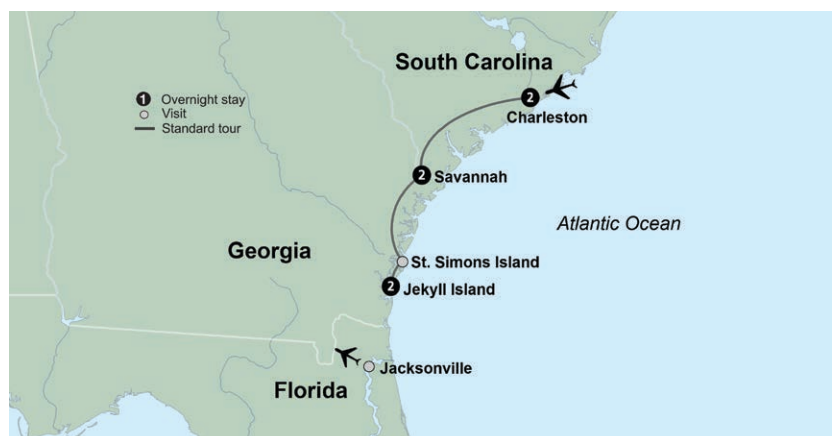 South Carolina
1 Overnight stay
Visit
Standard tour
2
Charleston
2 Savannah
Atlantic Ocean
Georgia
St. Simons Island
2 Jekyll Island
Jacksonville
Florida